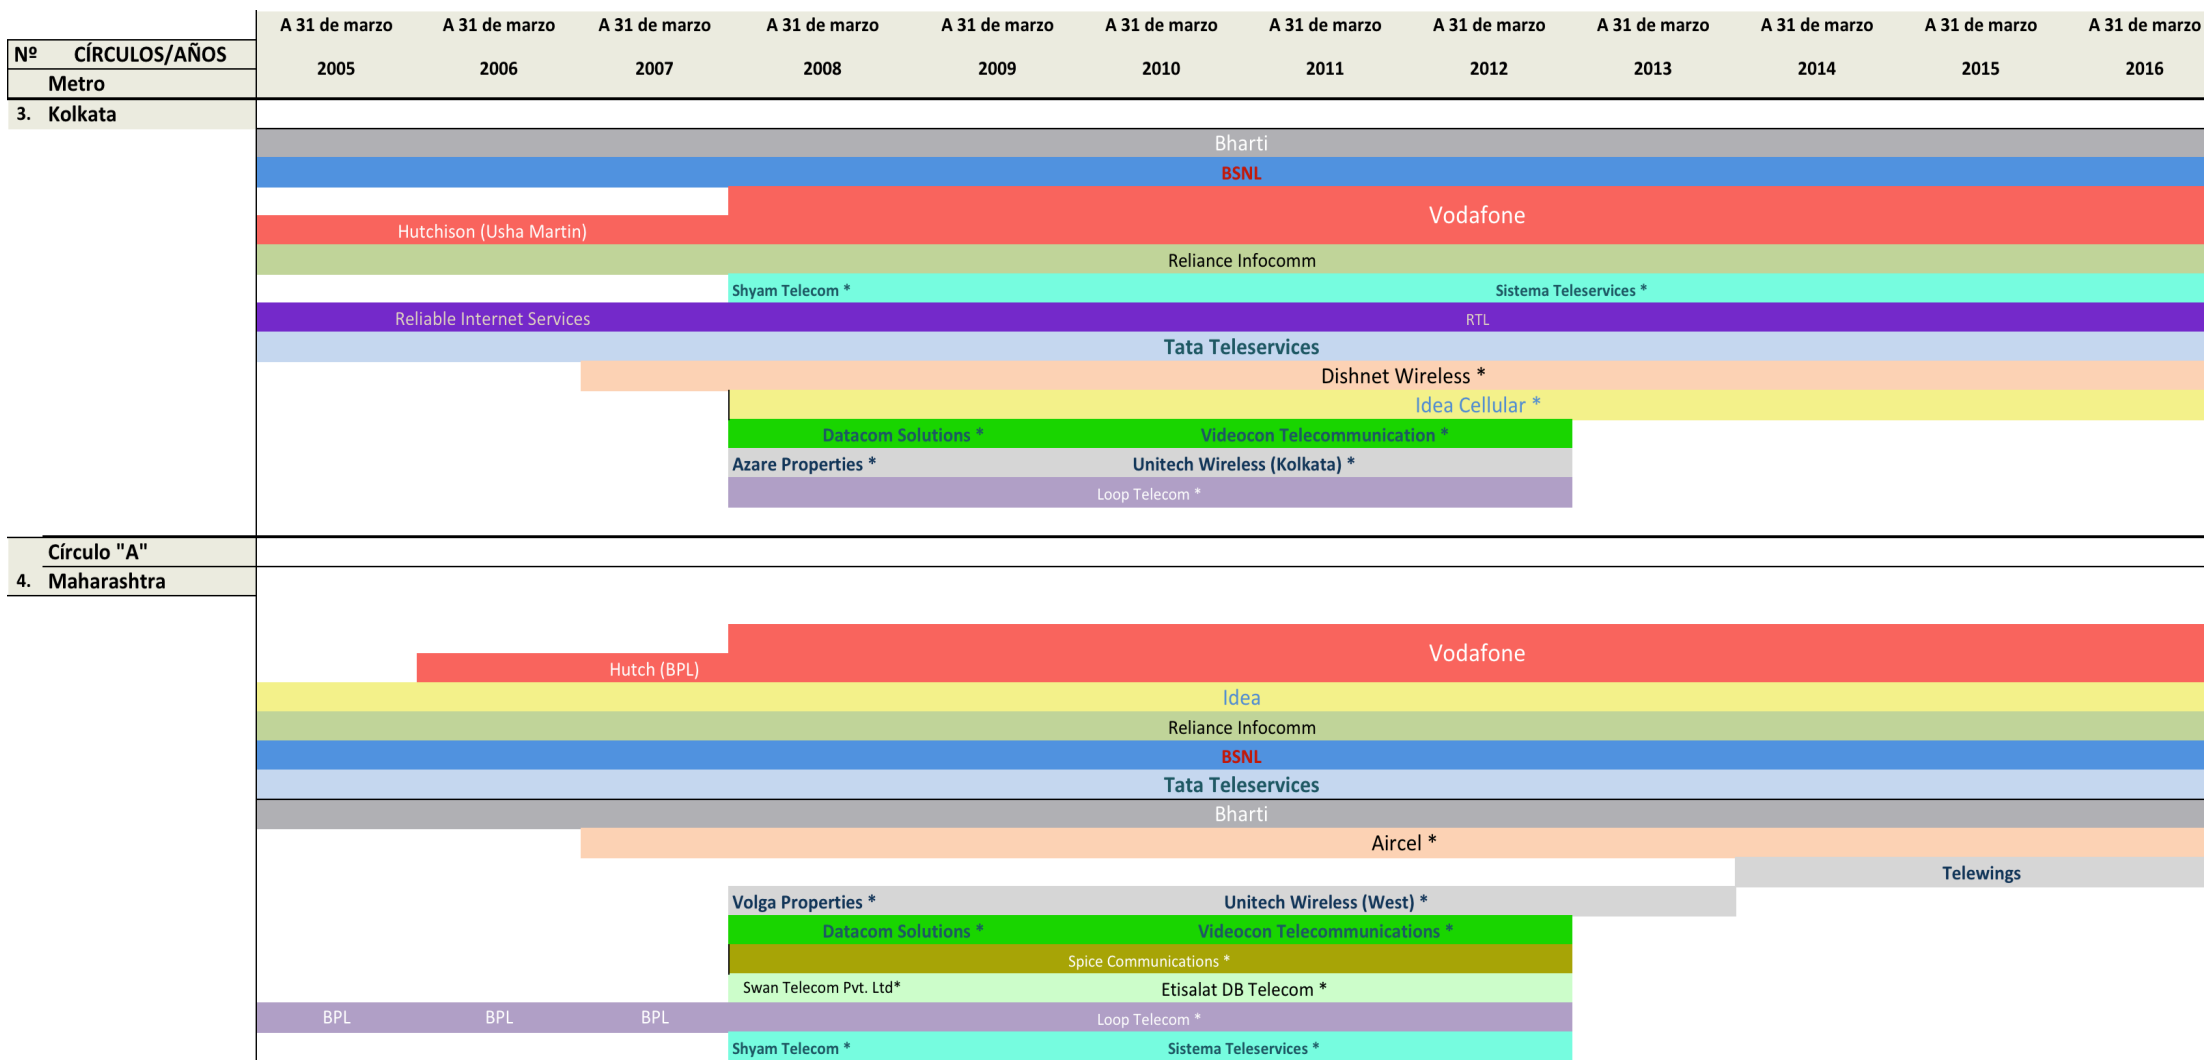 A 31 de marzo A 31 de marzo A 31 de marzo A 31 de marzo A 31 de marzo A 31 de marzo A 31 de marzo A 31 de marzo A 31 de marzo A 31 de marzo A 31 de marzo A 31 de marzo
Nº CÍRCULOS/AÑOS
2005 2006 2007 2008 2009 2010 2011 2012 2013 2014 2015 2016
Metro
3. Kolkata
Bharti
BSNL
Vodafone
Hutchison (Usha Martin)
Reliance Infocomm
Shyam Telecom * Sistema Teleservices *
Reliable Internet Services RTL
Tata Teleservices
Dishnet Wireless *
Idea Cellular *
Datacom Solutions * Videocon Telecommunication *
Azare Properties * Unitech Wireless (Kolkata) *
Loop Telecom *
Círculo "A"
4. Maharashtra
Vodafone
Hutch (BPL)
Idea
Reliance Infocomm
BSNL
Tata Teleservices
Bharti
Aircel *
Telewings
Volga Properties * Unitech Wireless (West) *
Datacom Solutions * Videocon Telecommunications *
Spice Communications *
Swan Telecom Pvt. Ltd* Etisalat DB Telecom *
BPL BPL BPL Loop Telecom *
Shyam Telecom * Sistema Teleservices *